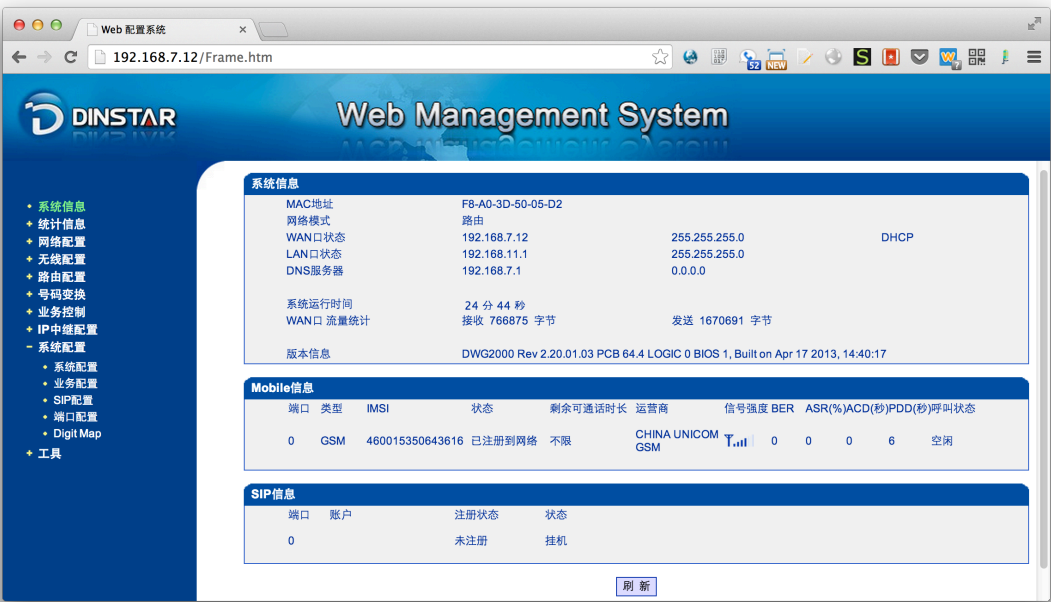 Web 配置系统
192.168.7.12/Frame.htm
52
NEW
S
W
?
DINSTAR
Web Management System
系统信息
统计信息
网络配置
无线配置
路由配置
号码变换
业务控制
IP中继配置
系统配置
系统配置
业务配置
SIP配置
端口配置
Digit Map
工具
系统信息
MAC地址 F8-A0-3D-50-05-D2
网络模式 路由
WAN口状态 192.168.7.12 255.255.255.0 DHCP
LAN口状态 192.168.11.1 255.255.255.0
DNS服务器 192.168.7.1 0.0.0.0
系统运行时间 24 分 44 秒
WAN口 流量统计 接收 766875 字节 发送 1670691 字节
版本信息 DWG2000 Rev 2.20.01.03 PCB 64.4 LOGIC 0 BIOS 1, Built on Apr 17 2013, 14:40:17
Mobile信息
端口 类型 IMSI 状态 剩余可通话时长 运营商 信号强度 BER ASR(%)ACD(秒)PDD(秒)呼叫状态
0 GSM 460015350643616 已注册到网络 不限 CHINA UNICOM GSM 0 0 0 6 空闲
SIP信息
端口 账户 注册状态 状态
0 未注册 挂机
刷 新